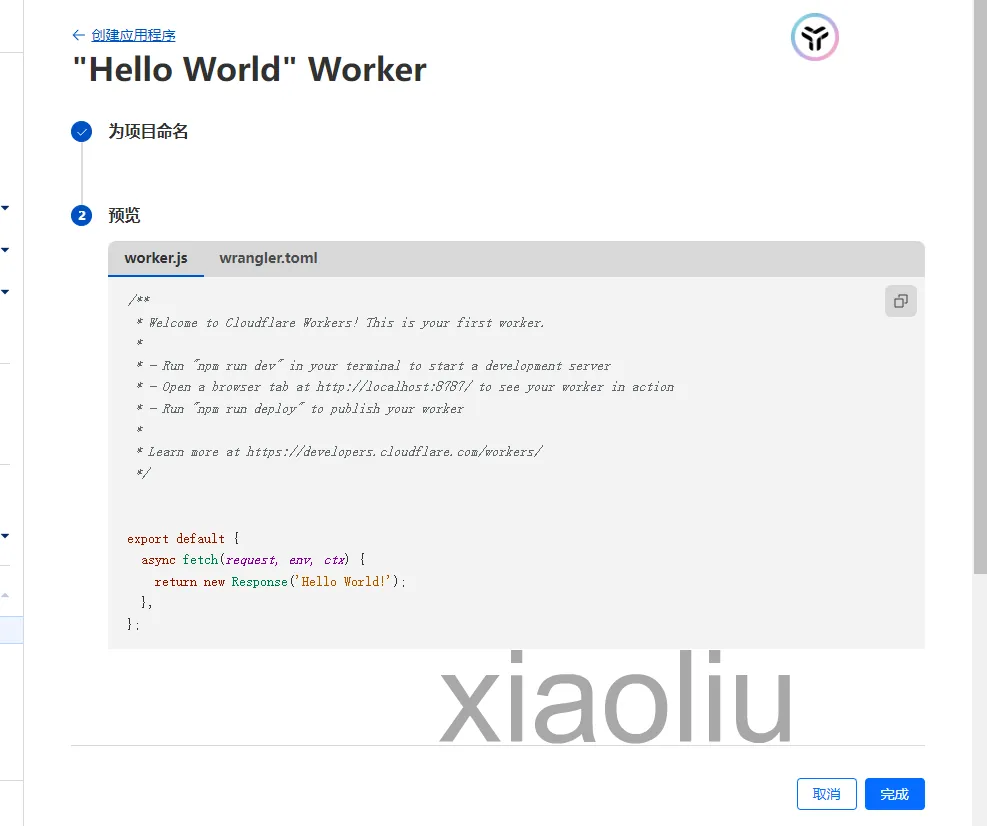 ← 创建应用程序
"Hello World" Worker
为项目命名
2 预览
worker.js wrangler.toml
/**
 * Welcome to Cloudflare Workers! This is your first worker.
 *
 * - Run "npm run dev" in your terminal to start a development server
 * - Open a browser tab at http://localhost:8787/ to see your worker in action
 * - Run "npm run deploy" to publish your worker
 *
 * Learn more at https://developers.cloudflare.com/workers/
 */
export default {
  async fetch(request, env, ctx) {
    return new Response('Hello World!');
  },
};
xiaoliu
取消 完成